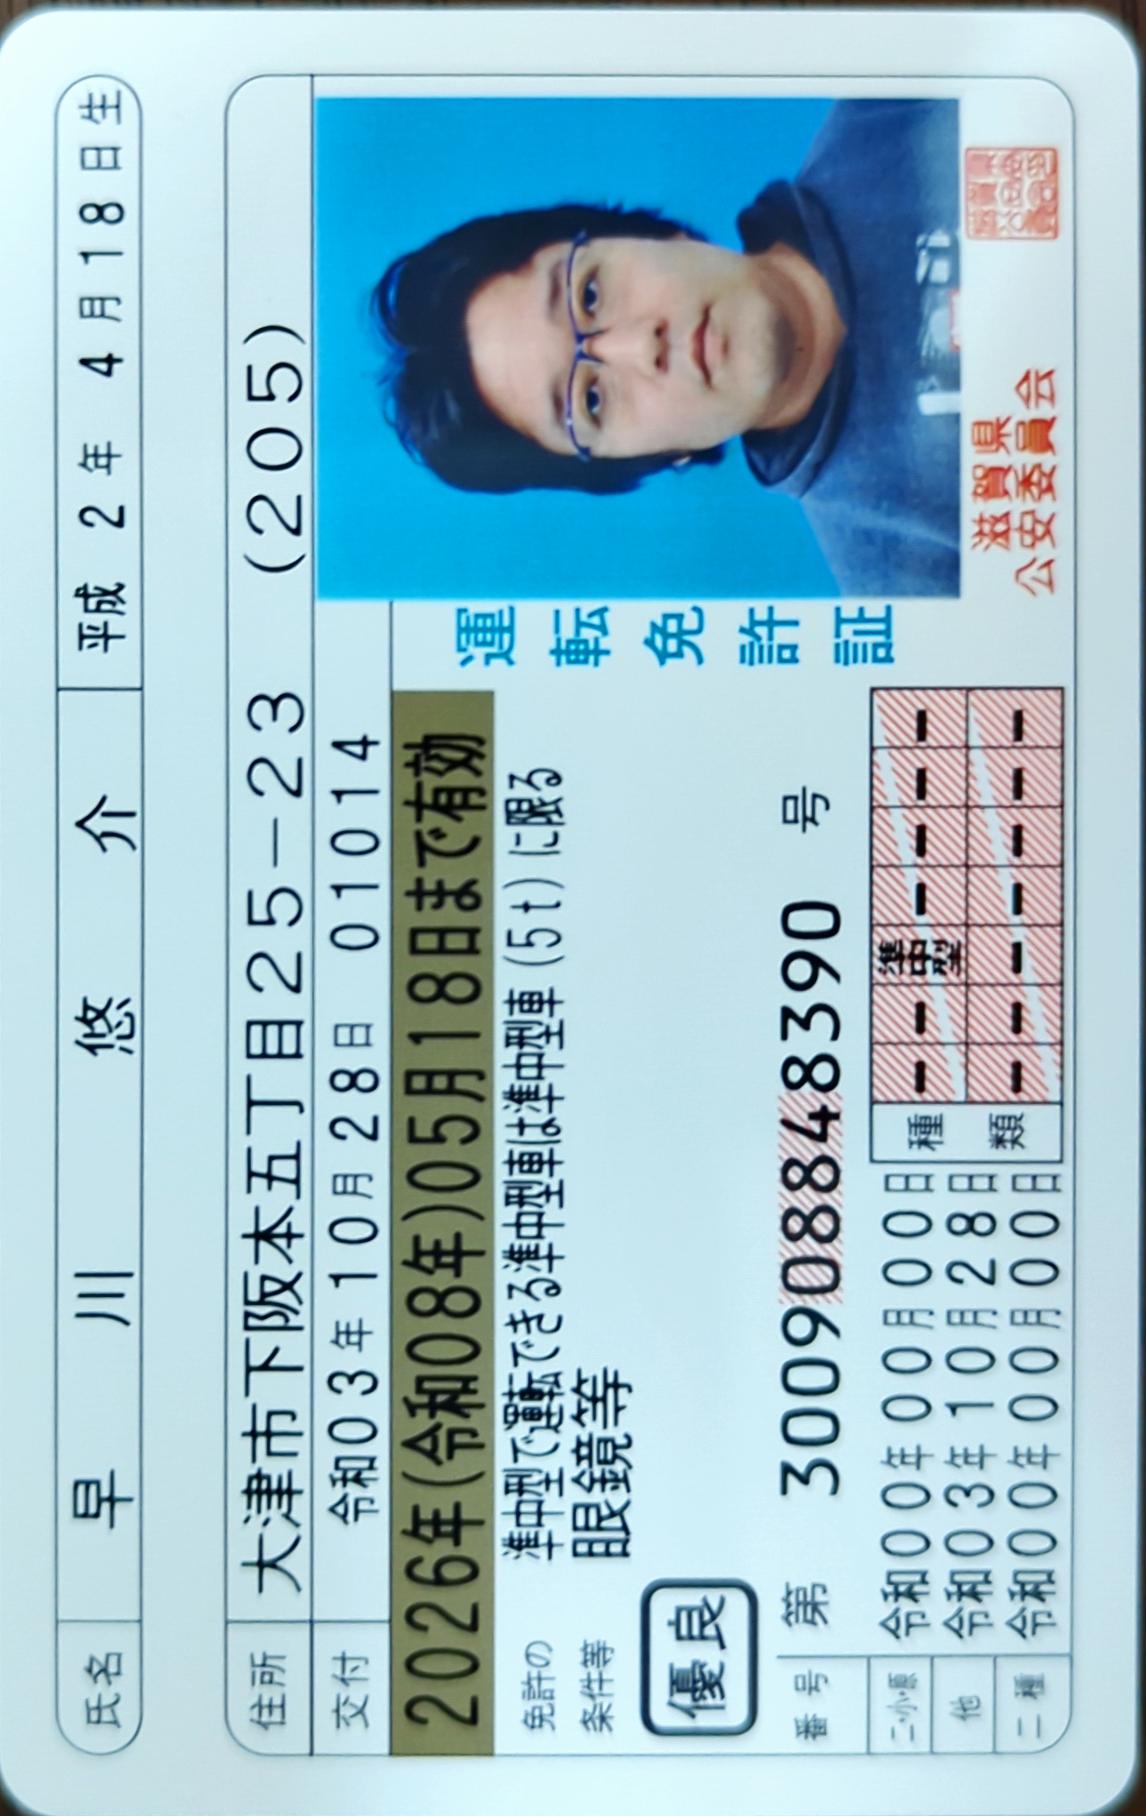 氏名 早川 悠介 平成 2年 4月18日生
住所 大津市下阪本五丁目25-23 (205)
交付 令和03年10月28日 01014
2026年(令和08年)05月18日まで有効
免許の 準中型で運転できる準中型車は準中型車(5t)に限る
条件等 眼鏡等
優良
番号 第 300908848390 号
二・小・原 令和00年00月00日
他 令和03年10月28日
二種 令和00年00月00日
種類
- - 準中型 - - - -
- - - - - - -
運転免許証
滋賀県
公安委員会